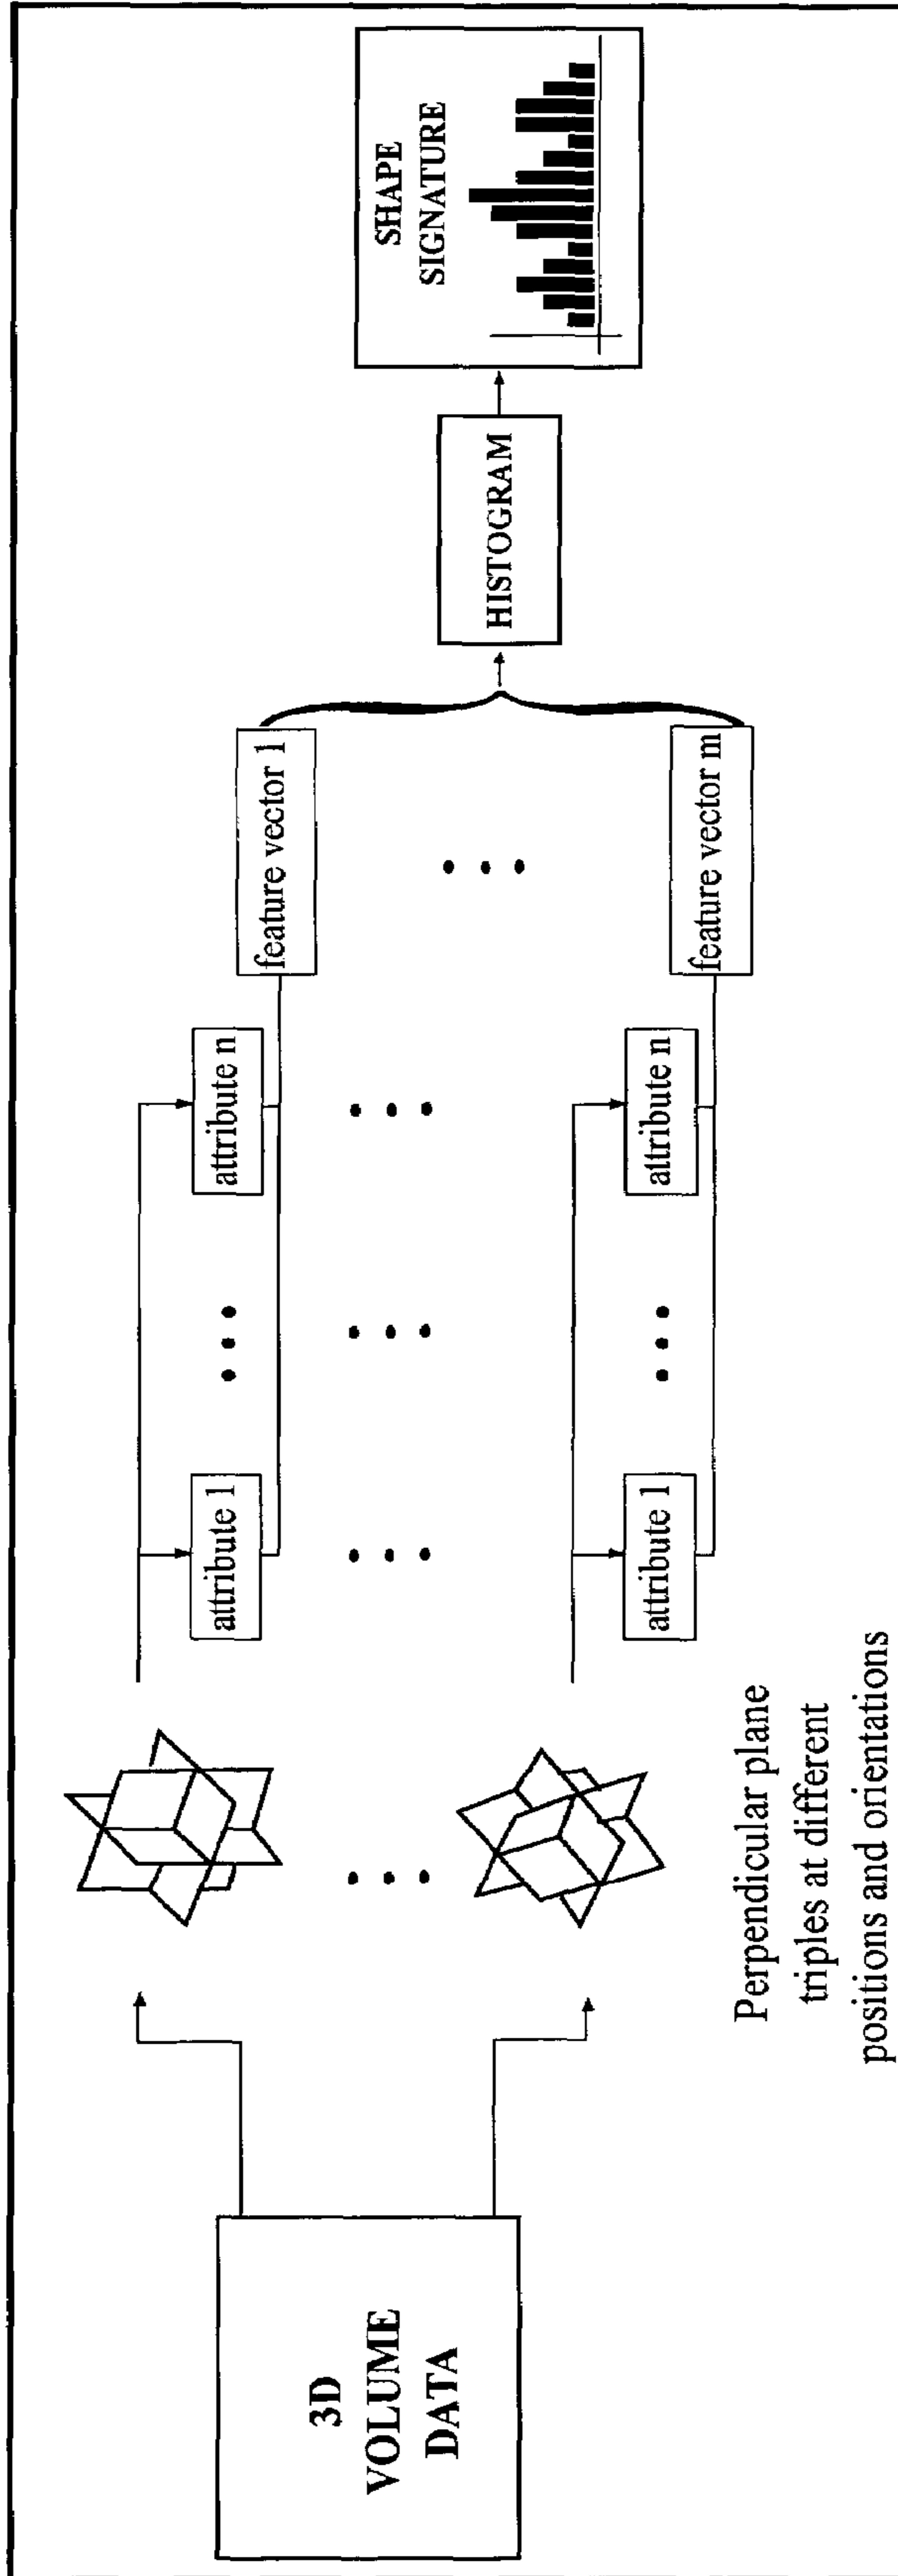 3D
VOLUME
DATA
Perpendicular plane
triples at different
positions and orientations
attribute 1
attribute n
feature vector 1
attribute 1
attribute n
feature vector m
HISTOGRAM
SHAPE
SIGNATURE